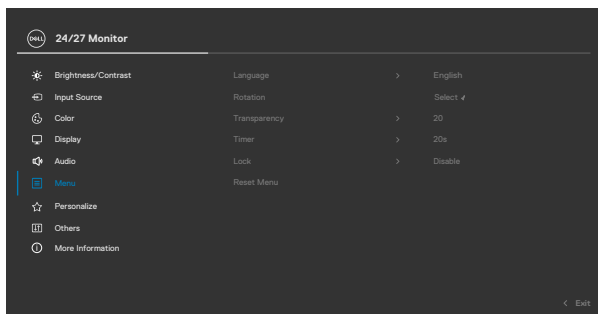 DELL 24/27 Monitor
Brightness/Contrast Language > English
Input Source Rotation Select
Color Transparency > 20
Display Timer > 20s
Audio Lock > Disable
Menu Reset Menu
Personalize
Others
More Information
< Exit